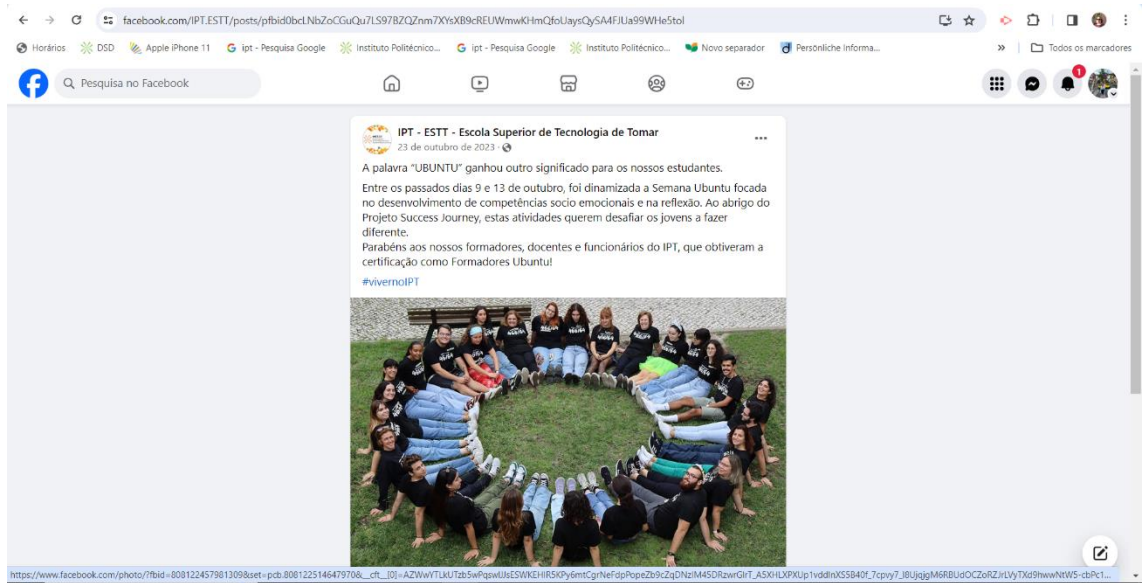 facebook.com/IPT.ESTT/posts/pfbid0bcLNbZoCGuQu7LS97BZQZnm7XYsXB9cREUWmwKHmQfoUaysQySA4FJUa99WHe5tol
Horários DSD Apple iPhone 11 ipt - Pesquisa Google Instituto Politécnico... ipt - Pesquisa Google Instituto Politécnico... Novo separador Persönliche Informa... » Todos os marcadores
Pesquisa no Facebook
1
IPT - ESTT - Escola Superior de Tecnologia de Tomar
23 de outubro de 2023 ·
A palavra “UBUNTU” ganhou outro significado para os nossos estudantes.
Entre os passados dias 9 e 13 de outubro, foi dinamizada a Semana Ubuntu focada
no desenvolvimento de competências socio emocionais e na reflexão. Ao abrigo do
Projeto Success Journey, estas atividades querem desafiar os jovens a fazer
diferente.
Parabéns aos nossos formadores, docentes e funcionários do IPT, que obtiveram a
certificação como Formadores Ubuntu!
#vivernoIPT